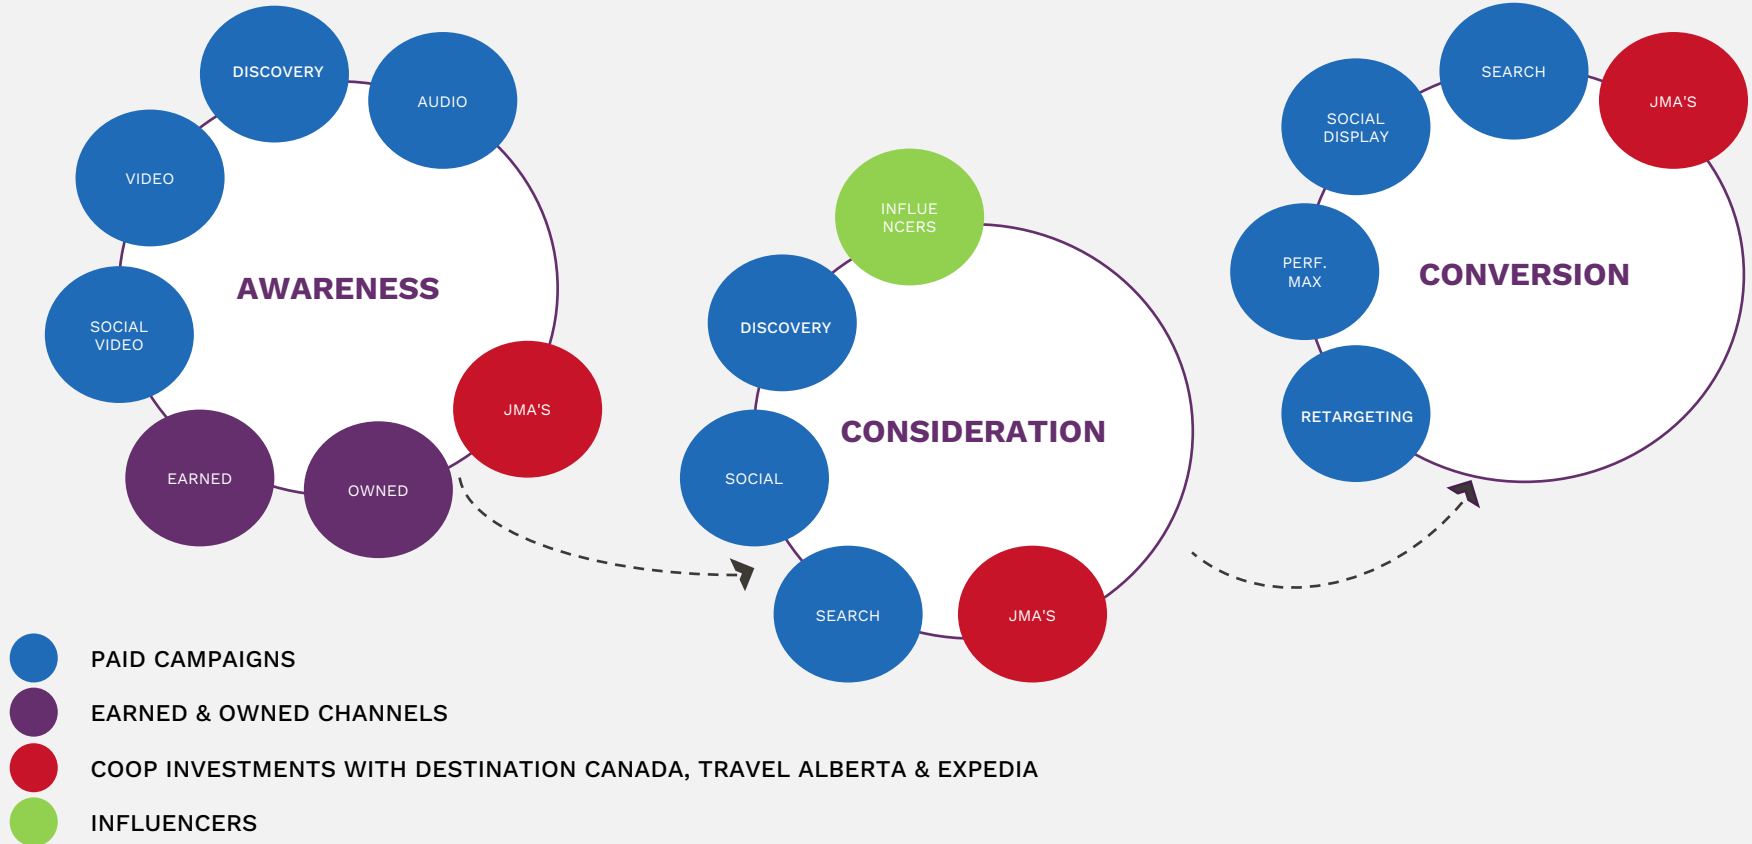 DISCOVERY
AUDIO
VIDEO
AWARENESS
SOCIAL
VIDEO
EARNED
OWNED
JMA'S
INFLUE
NCERS
DISCOVERY
CONSIDERATION
SOCIAL
SEARCH
JMA'S
SEARCH
JMA'S
SOCIAL
DISPLAY
PERF.
MAX
CONVERSION
RETARGETING
PAID CAMPAIGNS
EARNED & OWNED CHANNELS
COOP INVESTMENTS WITH DESTINATION CANADA, TRAVEL ALBERTA & EXPEDIA
INFLUENCERS